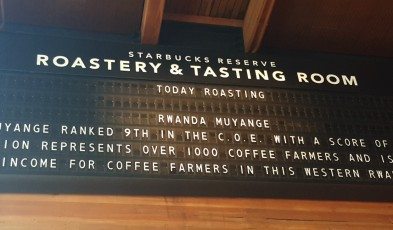 STARBUCKS RESERVE
ROASTERY & TASTING ROOM
TODAY ROASTING
RWANDA MUYANGE
UYANGE RANKED 9TH IN THE C.O.E. WITH A SCORE OF
ION REPRESENTS OVER 1000 COFFEE FARMERS AND IS
INCOME FOR COFFEE FARMERS IN THIS WESTERN RWA